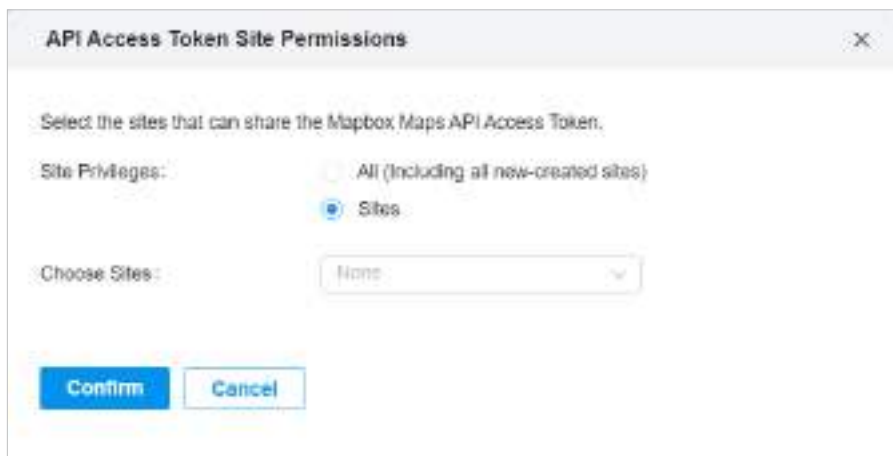 API Access Token Site Permissions
Select the sites that can share the Mapbox Maps API Access Token.
Site Privileges:
All (Including all new-created sites)
Sites
Choose Sites:
None
Confirm
Cancel